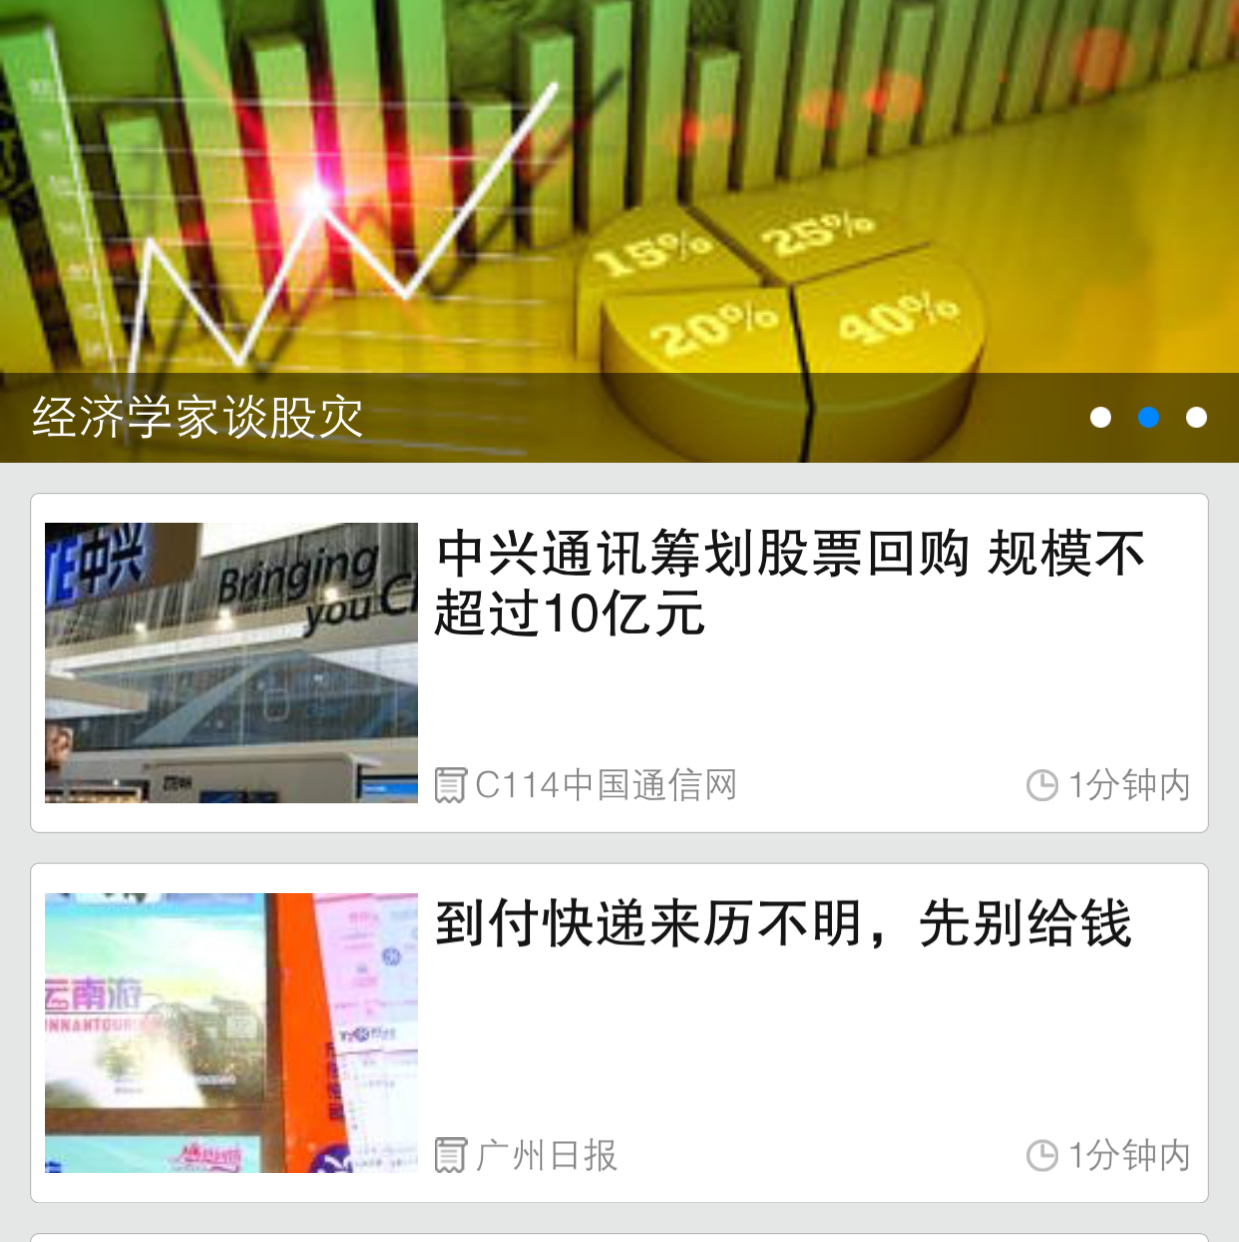 15%
25%
20%
40%
经济学家谈股灾
TE中兴
Bringing
you
中兴通讯筹划股票回购 规模不
超过10亿元
C114中国通信网
1分钟内
云南游
到付快递来历不明，先别给钱
广州日报
1分钟内